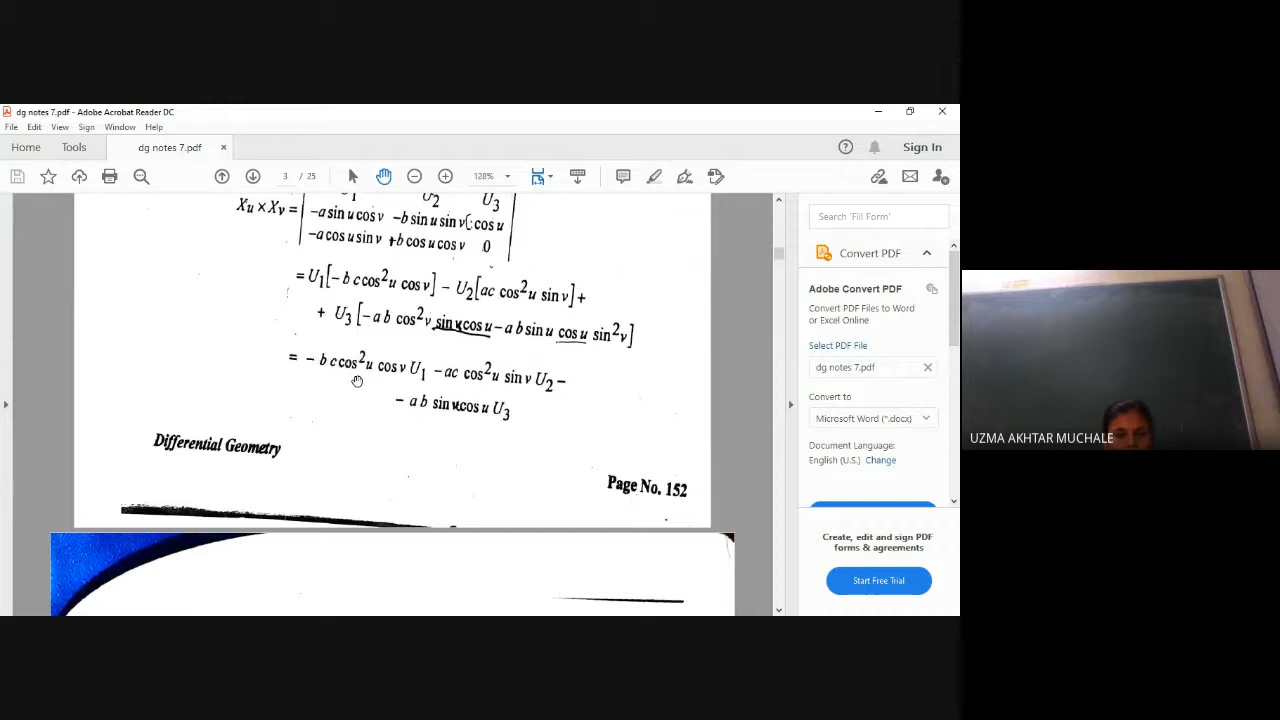 dg notes 7.pdf - Adobe Acrobat Reader DC
File Edit View Sign Window Help
Home Tools dg notes 7.pdf × Sign In
3 / 25 128%
U₂ U₃
Xu × Xv = | -a sin u cos v -b sin u sin v c cos u |
| -a cos u sin v +b cos u cos v 0 |
= U₁[-b c cos²u cos v] - U₂[ac cos²u sin v] +
+ U₃[-a b cos²v sin u cos u - a b sin u cos u sin²v]
= - b c cos²u cos v U₁ - ac cos²u sin v U₂ -
- a b sin u cos u U₃
Differential Geometry
Page No. 152
Search 'Fill Form'
Convert PDF
Adobe Convert PDF
Convert PDF Files to Word
or Excel Online
Select PDF File
dg notes 7.pdf ×
Convert to
Microsoft Word (*.docx)
Document Language:
English (U.S.) Change
Create, edit and sign PDF
forms & agreements
Start Free Trial
UZMA AKHTAR MUCHALE